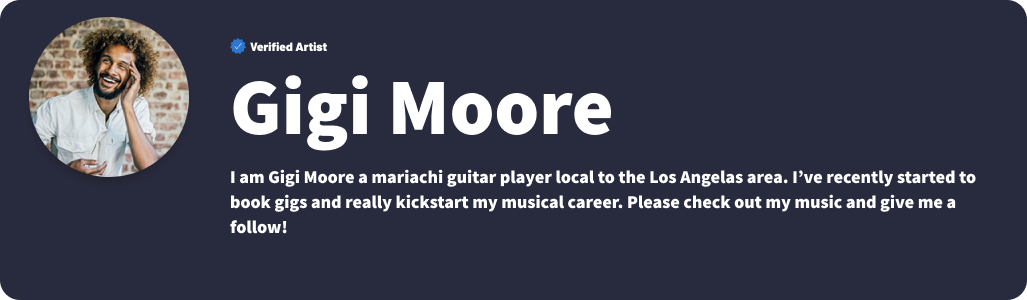 Verified Artist
Gigi Moore
I am Gigi Moore a mariachi guitar player local to the Los Angelas area. I’ve recently started to
book gigs and really kickstart my musical career. Please check out my music and give me a
follow!